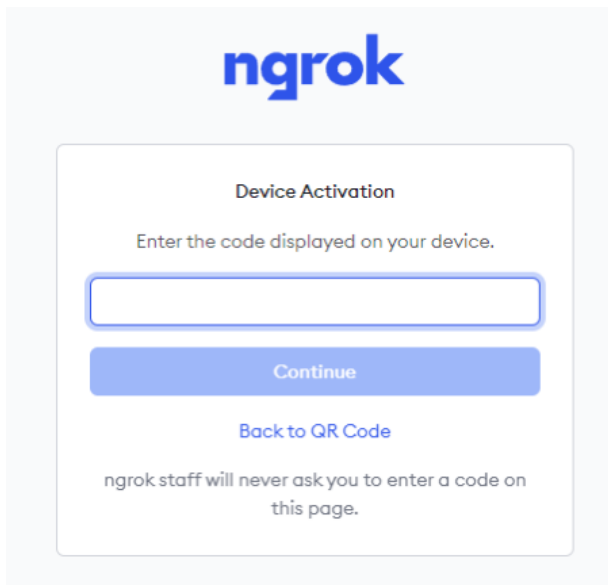 ngrok
Device Activation
Enter the code displayed on your device.
Continue
Back to QR Code
ngrok staff will never ask you to enter a code on
this page.